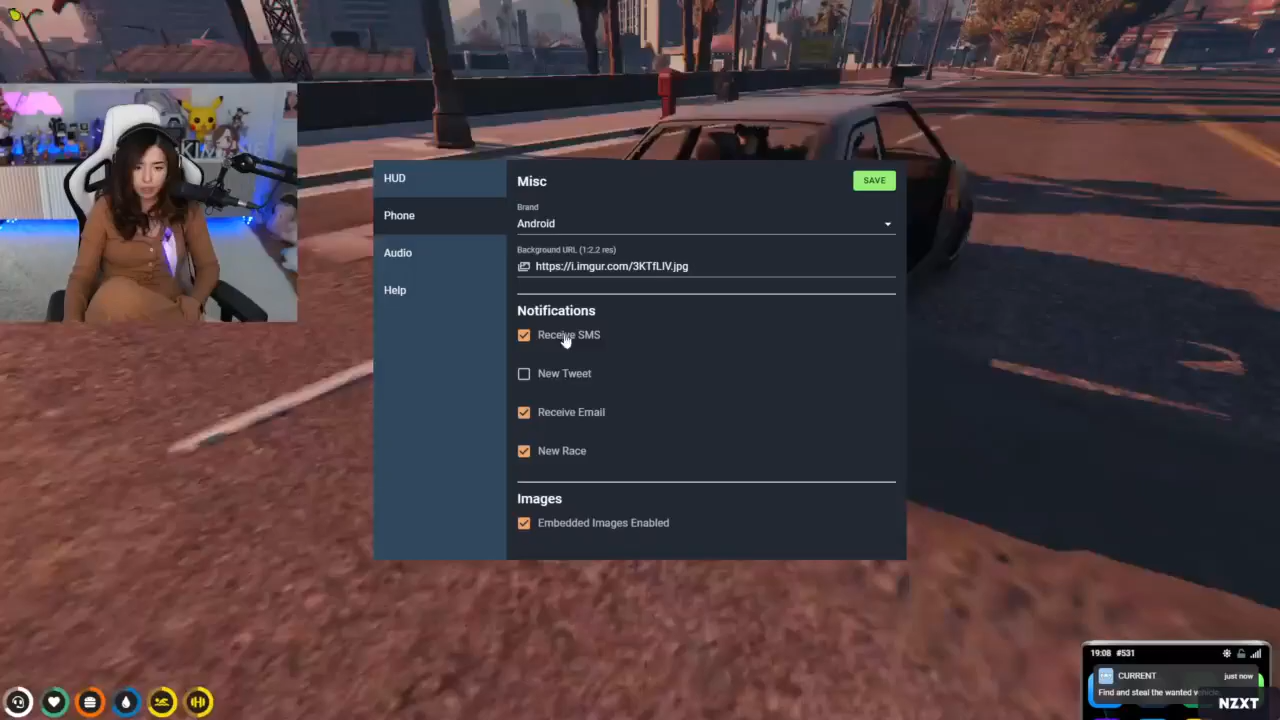 HUD
Phone
Audio
Help
Misc
SAVE
Brand
Android
Background URL (1:2.2 res)
https://i.imgur.com/3KTfLIV.jpg
Notifications
Receive SMS
New Tweet
Receive Email
New Race
Images
Embedded Images Enabled
19:08 #531
CURRENT
just now
Find and steal the wanted vehicle.
NZXT